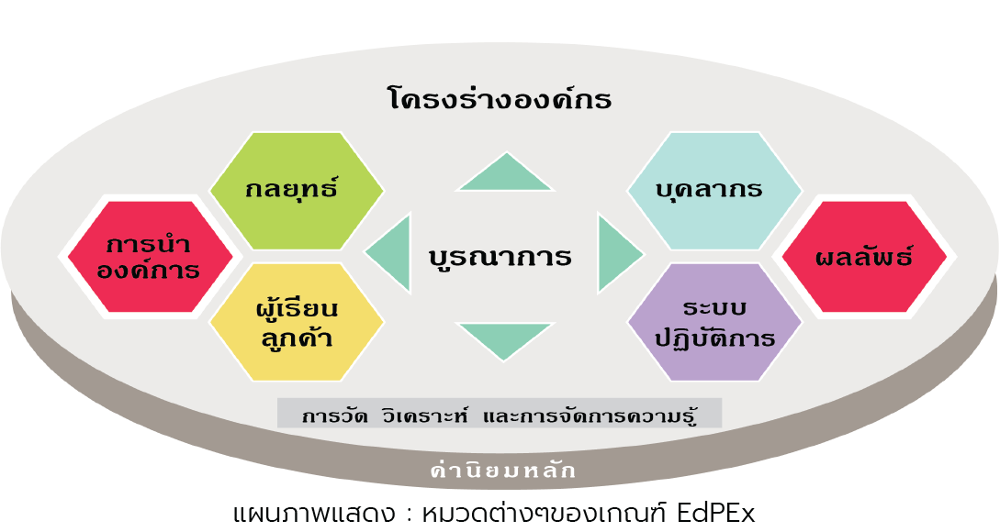 โครงร่างองค์กร
กลยุทธ์
บุคลากร
การนำ
องค์การ
บูรณาการ
ผลลัพธ์
ผู้เรียน
ลูกค้า
ระบบ
ปฏิบัติการ
การวัด วิเคราะห์ และการจัดการความรู้
ค่านิยมหลัก
แผนภาพแสดง : หมวดต่างๆของเกณฑ์ EdPEx